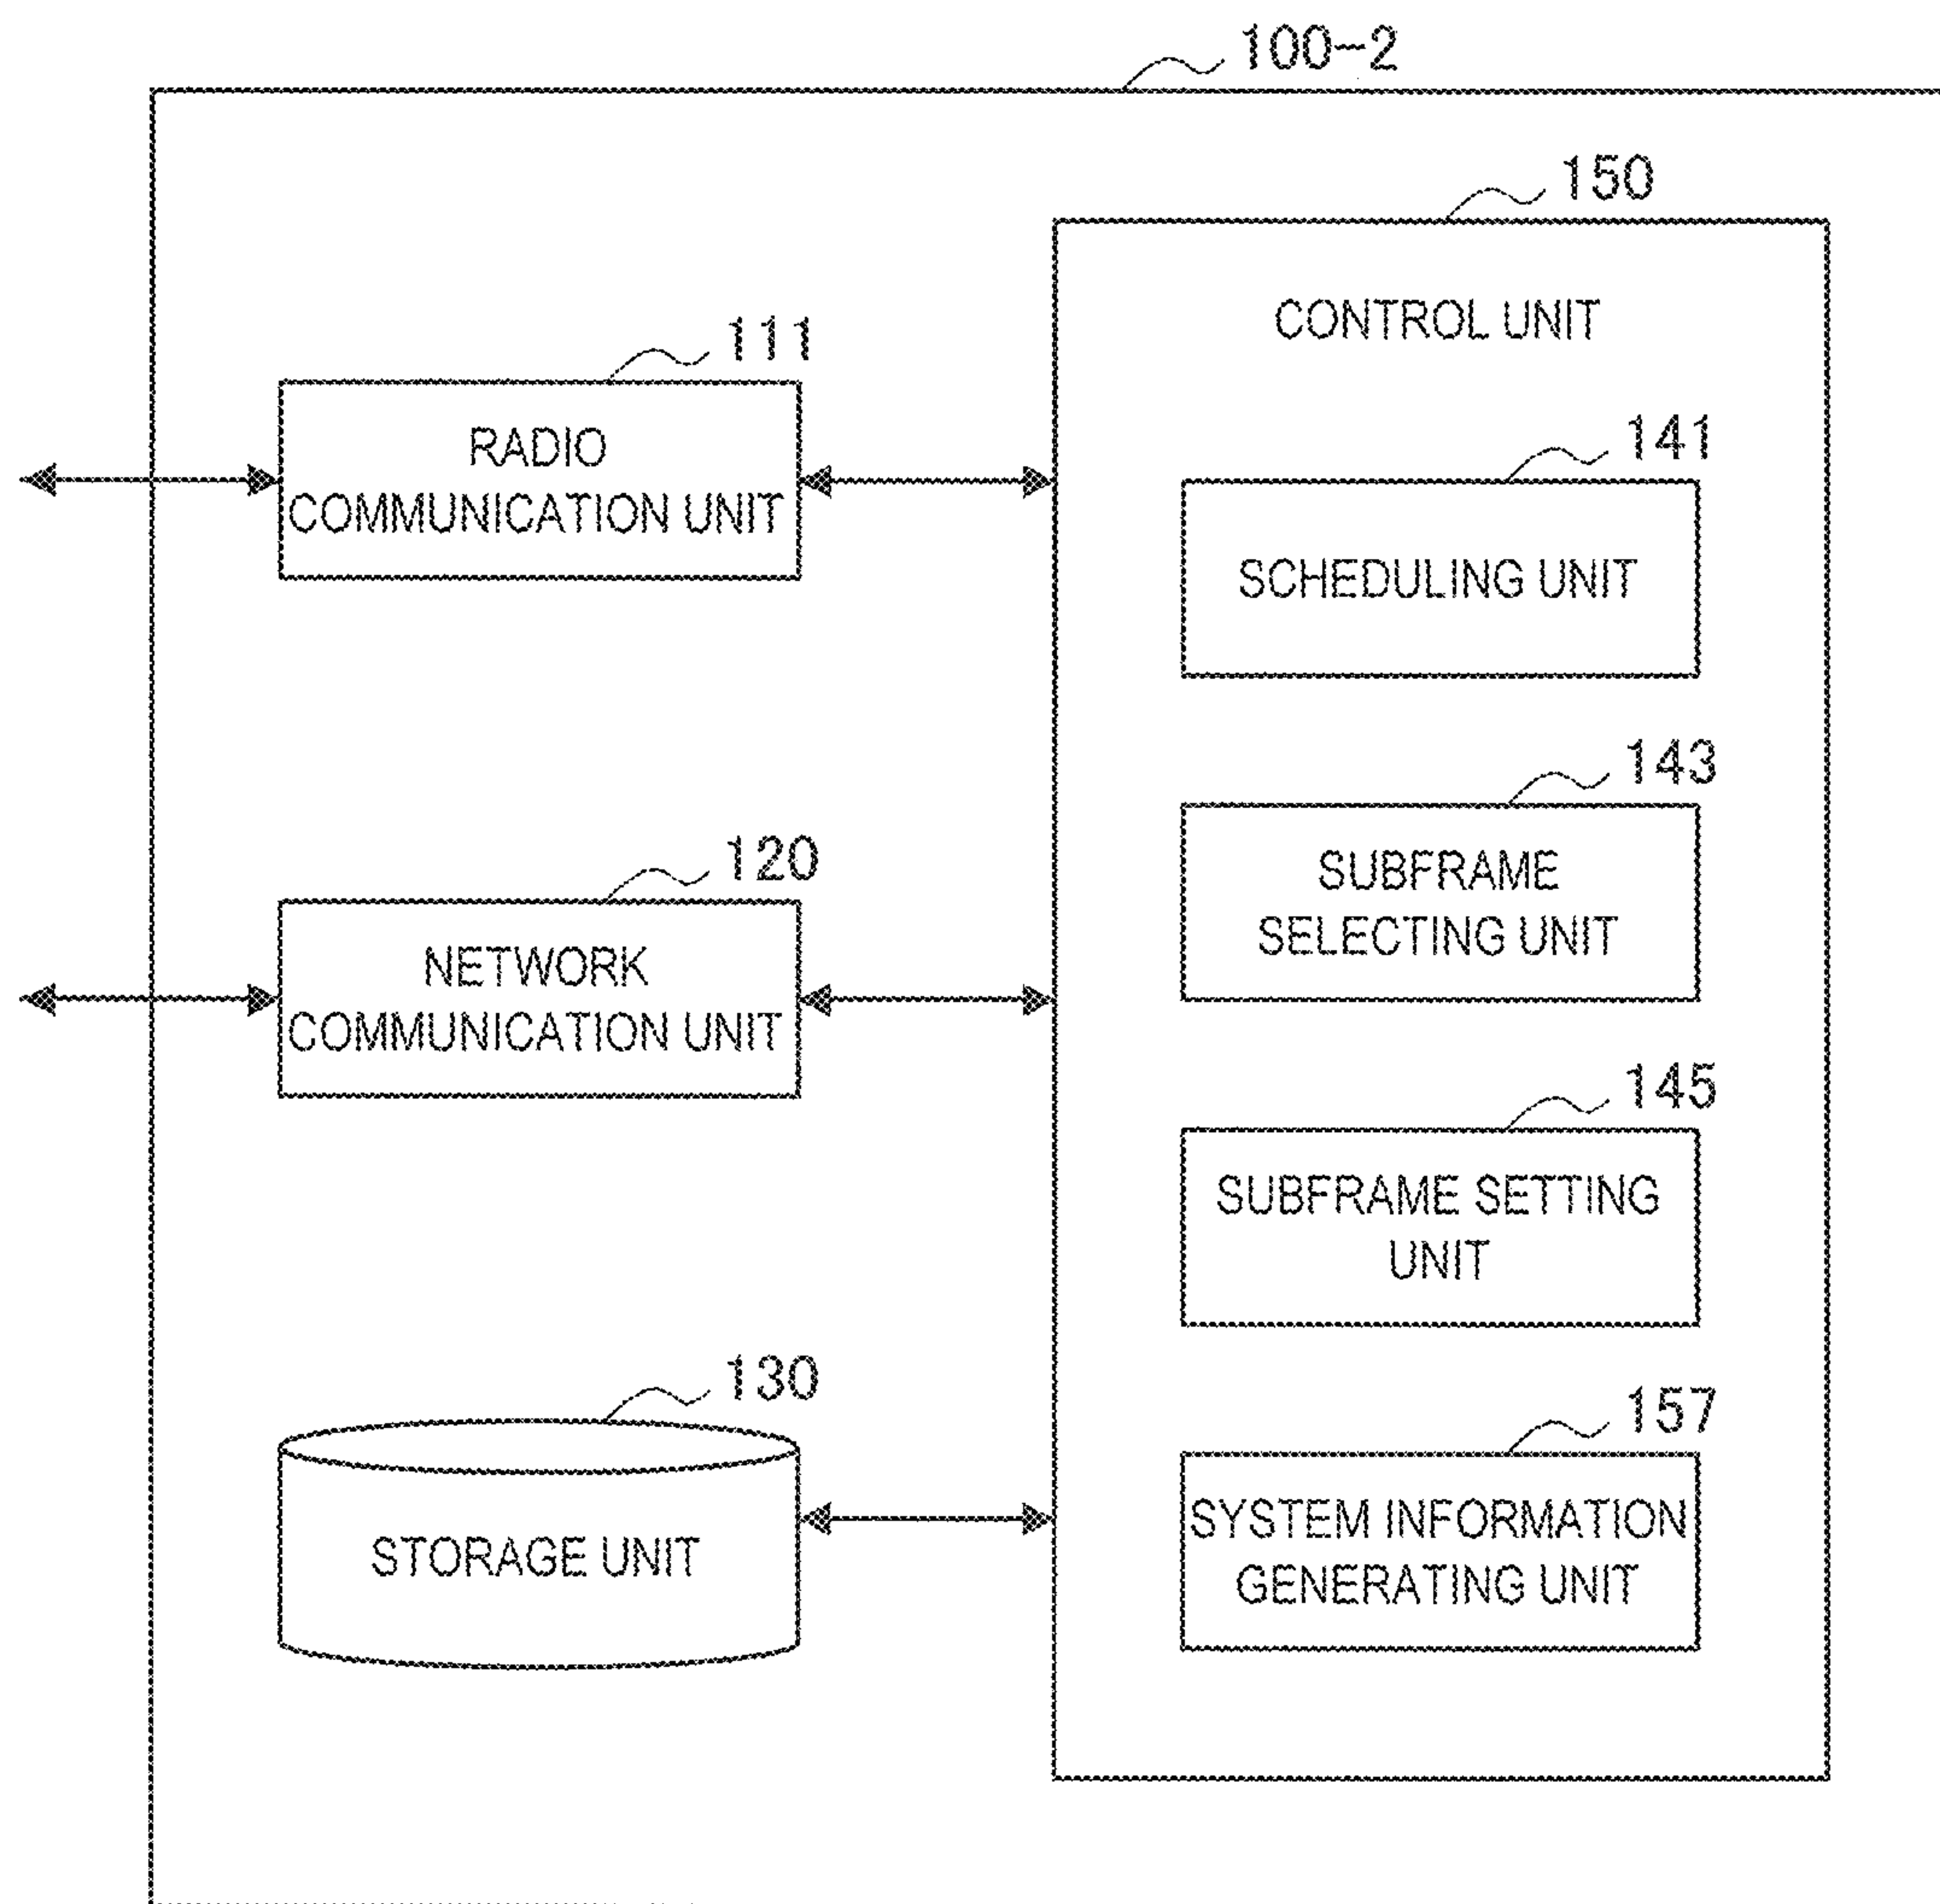 100-2
150
CONTROL UNIT
111
RADIO
COMMUNICATION UNIT
141
SCHEDULING UNIT
143
SUBFRAME
SELECTING UNIT
120
NETWORK
COMMUNICATION UNIT
145
SUBFRAME SETTING
UNIT
130
STORAGE UNIT
157
SYSTEM INFORMATION
GENERATING UNIT